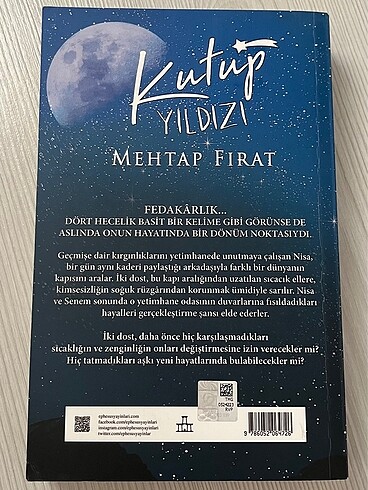 Kutup
YILDIZI
MEHTAP FIRAT
FEDAKÂRLIK...
DÖRT HECELİK BASİT BİR KELİME GİBİ GÖRÜNSE DE
ASLINDA ONUN HAYATINDA BİR DÖNÜM NOKTASIYDI.
Geçmişe dair kırgınlıklarını yetimhanede unutmaya çalışan Nisa,
bir gün aynı kaderi paylaştığı arkadaşıyla farklı bir dünyanın
kapısını aralar. İki dost, bu kapı aralığından uzatılan sıcacık ellere,
kimsesizliğin soğuk rüzgârından korunmak ümidiyle sarılır. Nisa
ve Senem sonunda o yetimhane odasının duvarlarına fısıldadıkları
hayalleri gerçekleştirme şansı elde ederler.
İki dost, daha önce hiç karşılaşmadıkları
sıcaklığın ve zenginliğin onları değiştirmesine izin verecekler mi?
Hiç tatmadıkları aşkı yeni hayatlarında bulabilecekler mi?
ephesusyayinlari.com
facebook.com/ephesusyayinlari
instagram.com/ephesusyayinlari
twitter.com/ephesusyayinlar
9 786052 064726